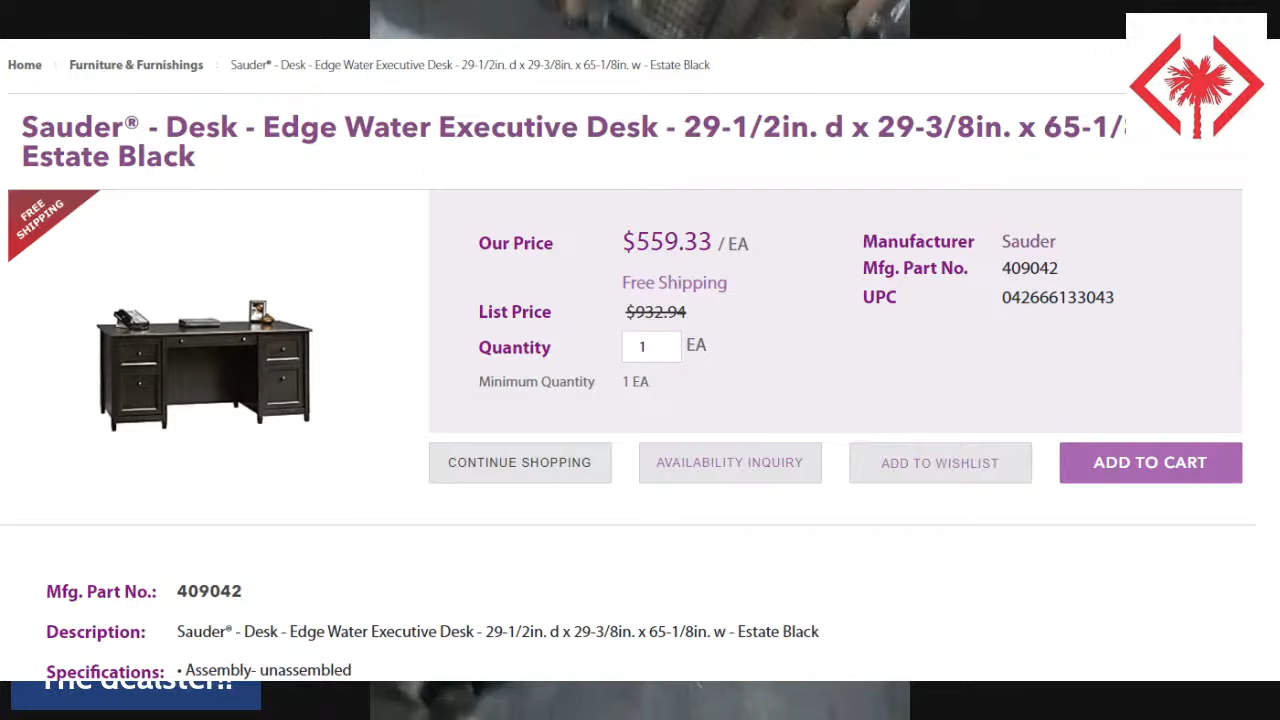 Home Furniture & Furnishings Sauder® - Desk - Edge Water Executive Desk - 29-1/2in. d x 29-3/8in. x 65-1/8in. w - Estate Black
Sauder® - Desk - Edge Water Executive Desk - 29-1/2in. d x 29-3/8in. x 65-1/8
Estate Black
FREE
SHIPPING
Our Price $559.33 / EA
Free Shipping
List Price $932.94
Quantity 1 EA
Minimum Quantity 1 EA
Manufacturer Sauder
Mfg. Part No. 409042
UPC 042666133043
CONTINUE SHOPPING
AVAILABILITY INQUIRY
ADD TO WISHLIST
ADD TO CART
Mfg. Part No.: 409042
Description: Sauder® - Desk - Edge Water Executive Desk - 29-1/2in. d x 29-3/8in. x 65-1/8in. w - Estate Black
Specifications: • Assembly- unassembled
The dealster!!